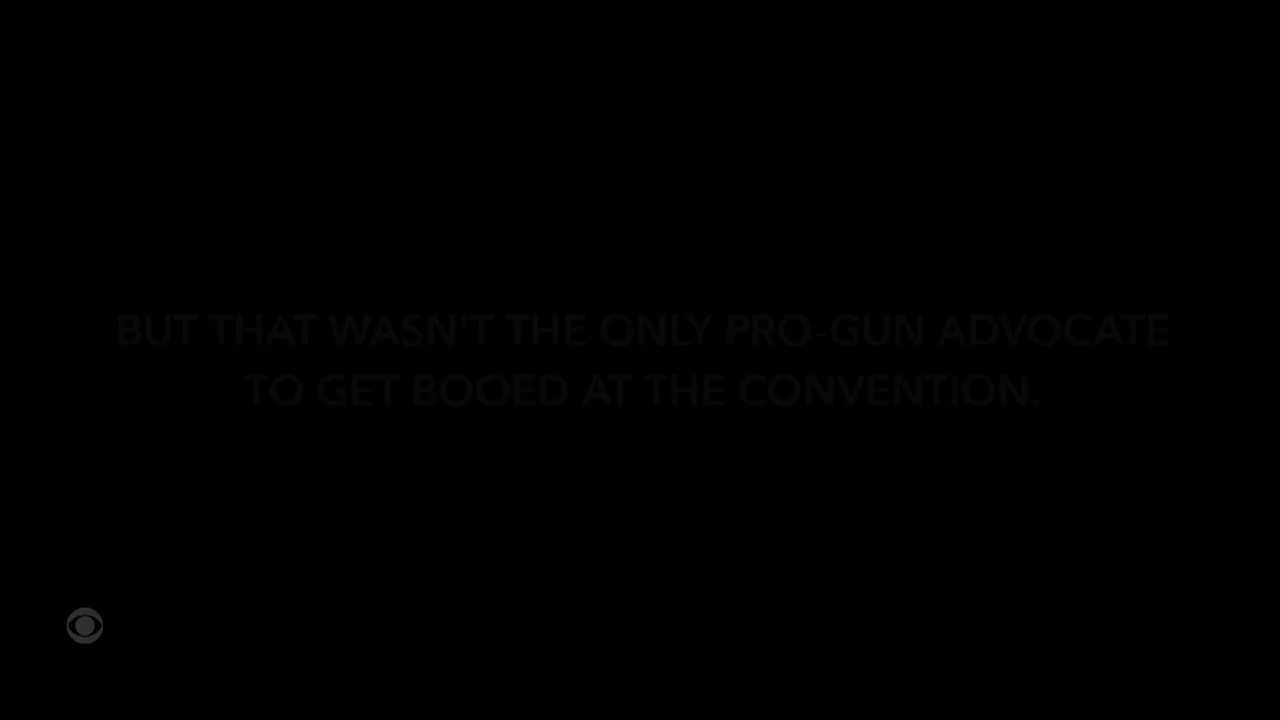 BUT THAT WASN'T THE ONLY PRO-GUN ADVOCATE
TO GET BOOED AT THE CONVENTION.